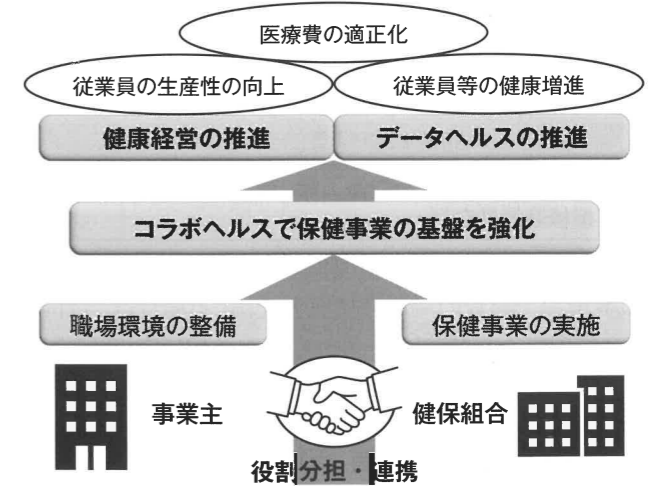 医療費の適正化
従業員の生産性の向上
従業員等の健康増進
健康経営の推進
データヘルスの推進
コラボヘルスで保健事業の基盤を強化
職場環境の整備
保健事業の実施
事業主
健保組合
役割分担・連携